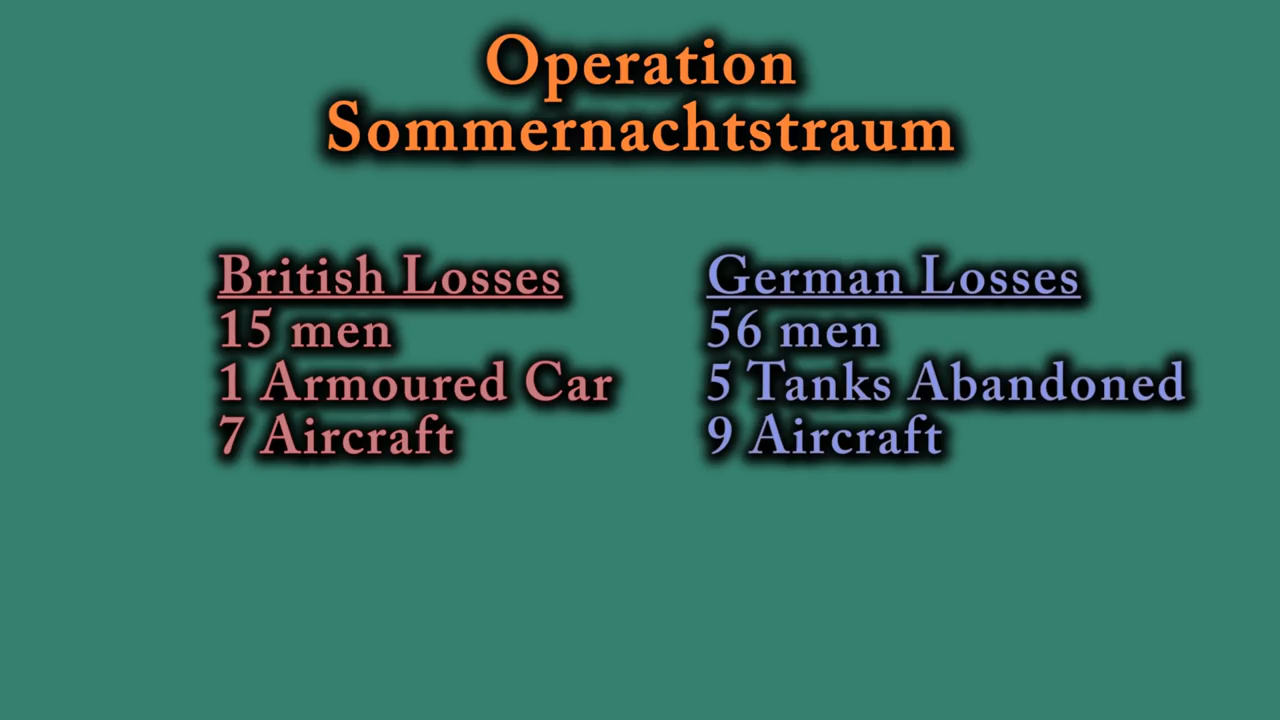 Operation
Sommernachtstraum
British Losses
15 men
1 Armoured Car
7 Aircraft
German Losses
56 men
5 Tanks Abandoned
9 Aircraft